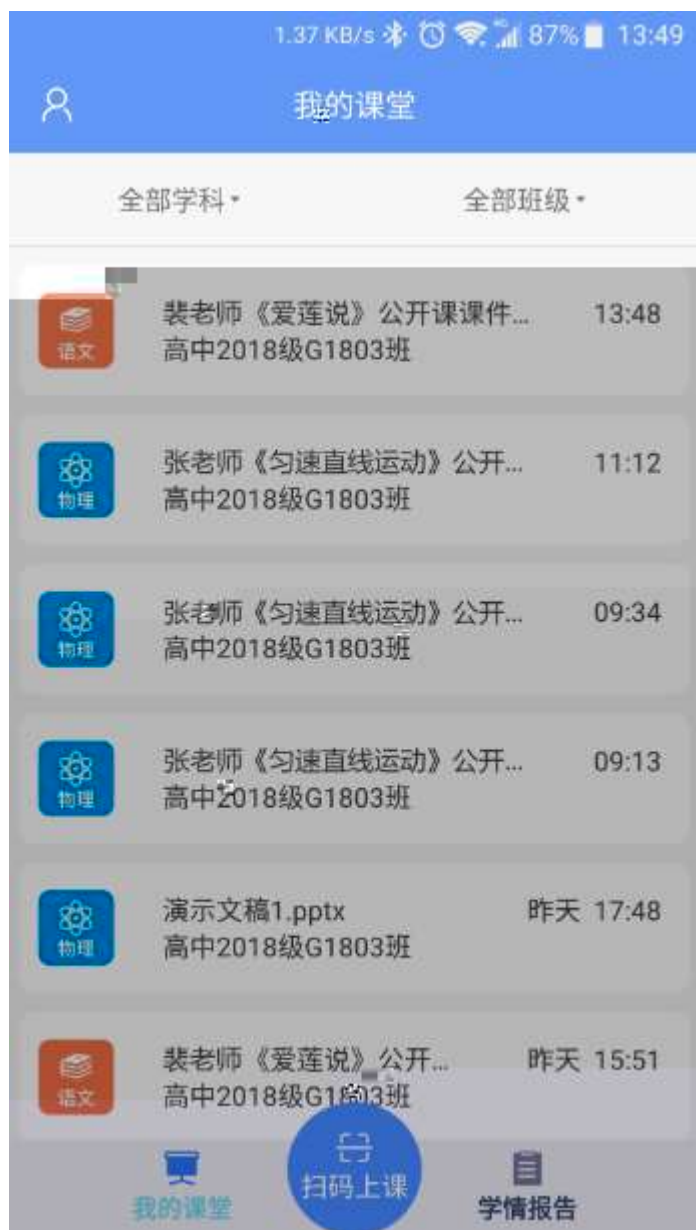 1.37 KB/s 4G 87% 13:49
我的课堂
全部学科 全部班级
语文
裴老师《爱莲说》公开课课件... 13:48
高中2018级G1803班
物理
张老师《匀速直线运动》公开... 11:12
高中2018级G1803班
物理
张老师《匀速直线运动》公开... 09:34
高中2018级G1803班
物理
张老师《匀速直线运动》公开... 09:13
高中2018级G1803班
物理
演示文稿1.pptx 昨天 17:48
高中2018级G1803班
语文
裴老师《爱莲说》公开... 昨天 15:51
高中2018级G1803班
我的课堂 扫码上课 学情报告